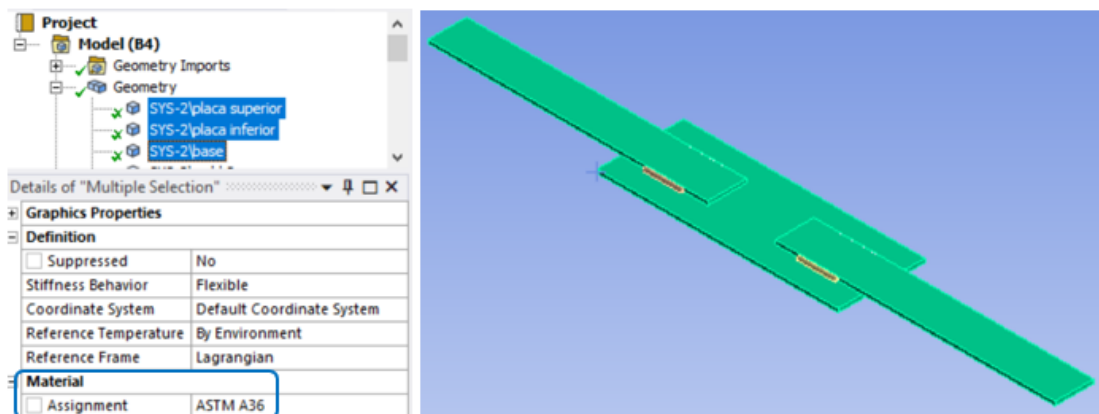 Project
Model (B4)
Geometry Imports
Geometry
SYS-2\placa superior
SYS-2\placa inferior
SYS-2\base
Details of "Multiple Selection"
Graphics Properties
Definition
Suppressed No
Stiffness Behavior Flexible
Coordinate System Default Coordinate System
Reference Temperature By Environment
Reference Frame Lagrangian
Material
Assignment ASTM A36